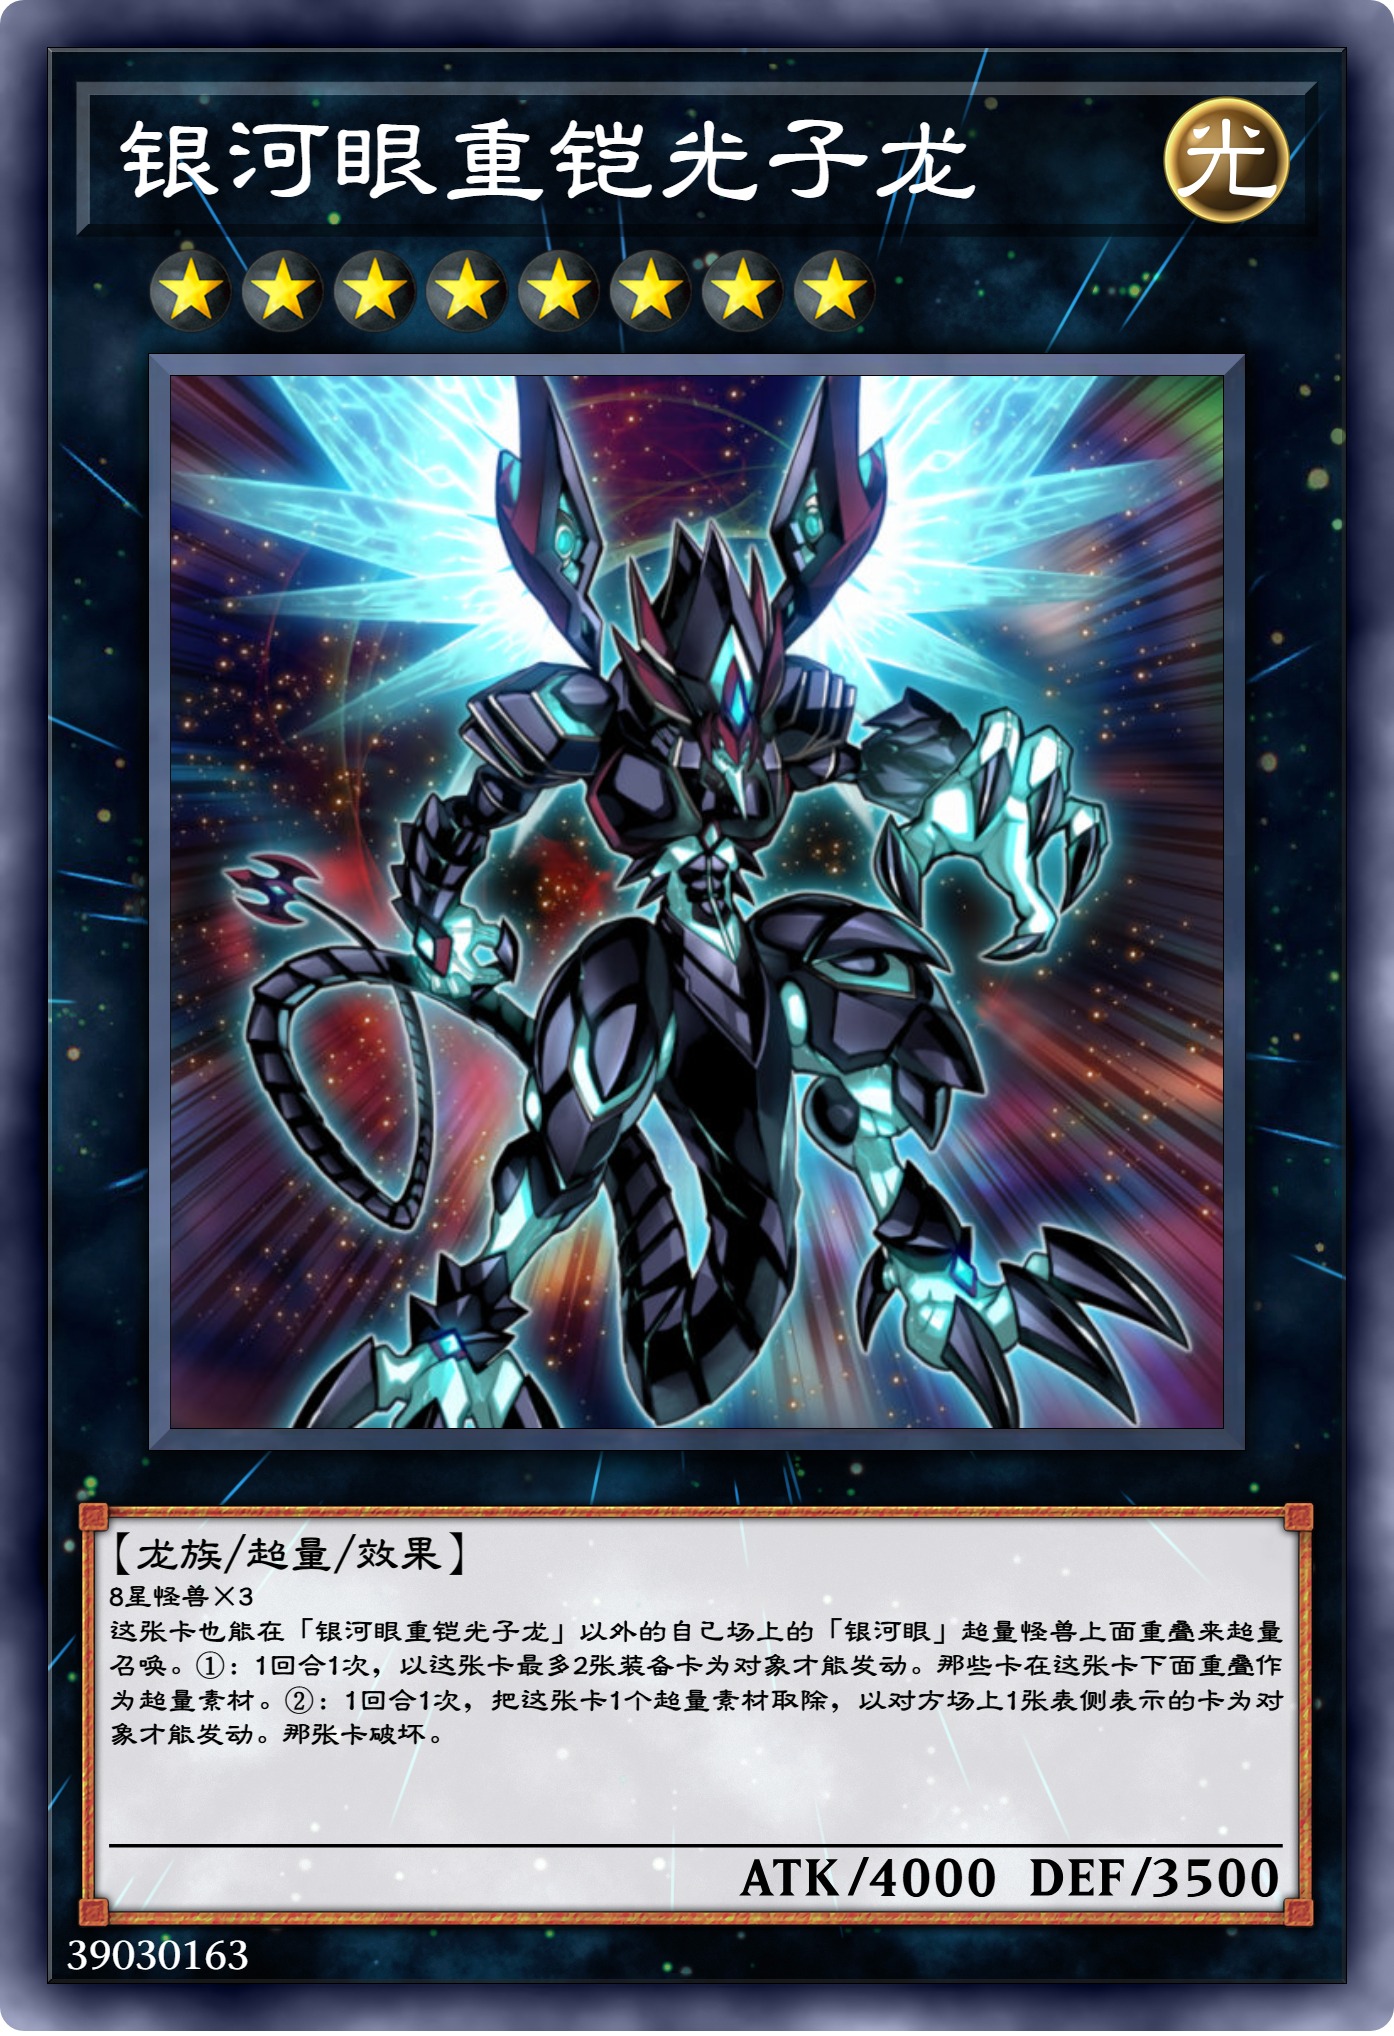 银河眼重铠光子龙
光
【龙族/超量/效果】
8星怪兽×3
这张卡也能在「银河眼重铠光子龙」以外的自己场上的「银河眼」超量怪兽上面重叠来超量
召唤。①：1回合1次，以这张卡最多2张装备卡为对象才能发动。那些卡在这张卡下面重叠作
为超量素材。②：1回合1次，把这张卡1个超量素材取除，以对方场上1张表侧表示的卡为对
象才能发动。那张卡破坏。
ATK/4000 DEF/3500
39030163